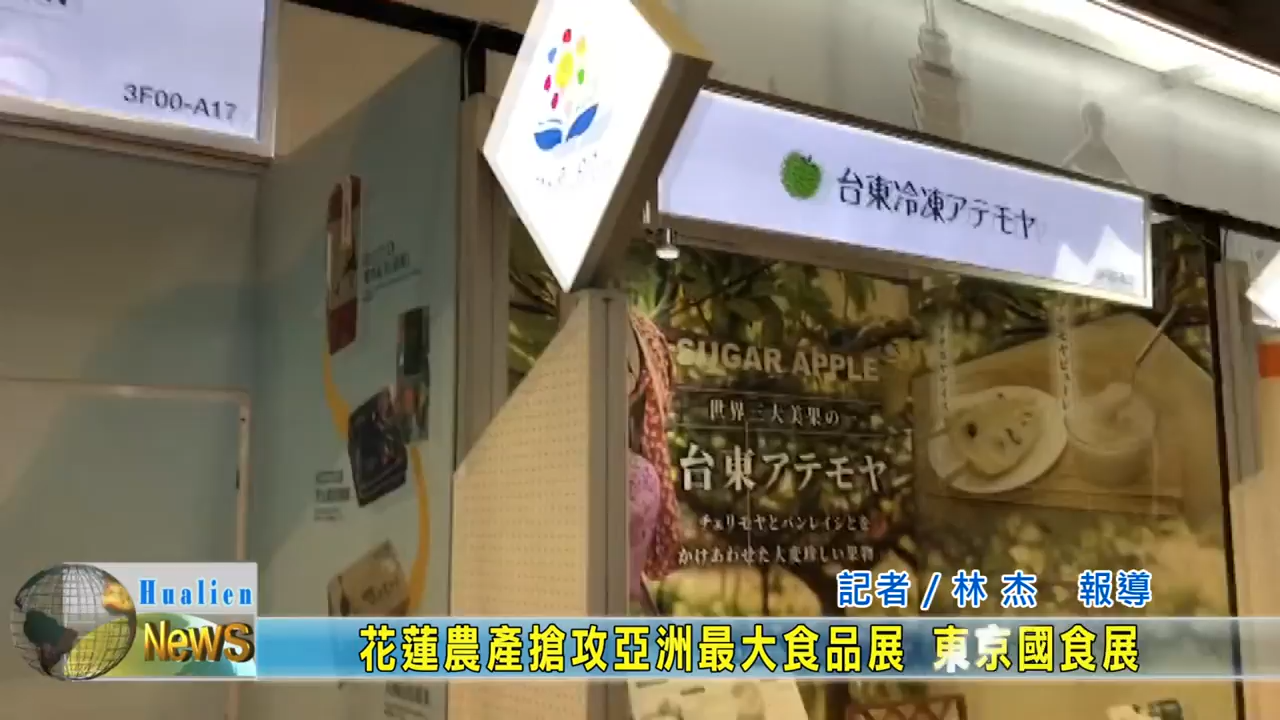 3F00-A17
台東冷凍アテモヤ
SUGAR APPLE
世界三大美果の一
台東アテモヤ
チェリモヤとバンレイシとを
かけあわせた大変珍しい果物
記者/林 杰 報導
Hualien
NewS
花蓮農產搶攻亞洲最大食品展 東京國食展